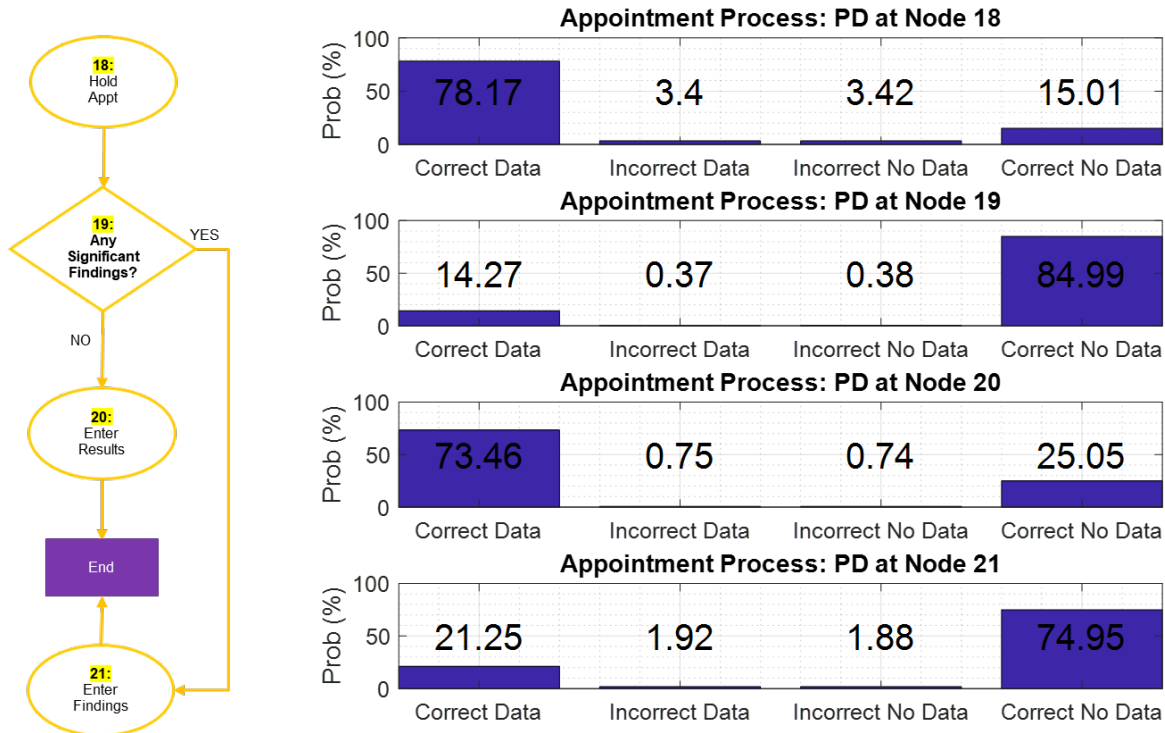 18:
Hold
Appt
19:
Any
Significant
Findings?
YES
NO
20:
Enter
Results
End
21:
Enter
Findings
Appointment Process: PD at Node 18
Prob (%)
100
50
0
78.17
3.4
3.42
15.01
Correct Data
Incorrect Data
Incorrect No Data
Correct No Data
Appointment Process: PD at Node 19
Prob (%)
100
50
0
14.27
0.37
0.38
84.99
Correct Data
Incorrect Data
Incorrect No Data
Correct No Data
Appointment Process: PD at Node 20
Prob (%)
100
50
0
73.46
0.75
0.74
25.05
Correct Data
Incorrect Data
Incorrect No Data
Correct No Data
Appointment Process: PD at Node 21
Prob (%)
100
50
0
21.25
1.92
1.88
74.95
Correct Data
Incorrect Data
Incorrect No Data
Correct No Data